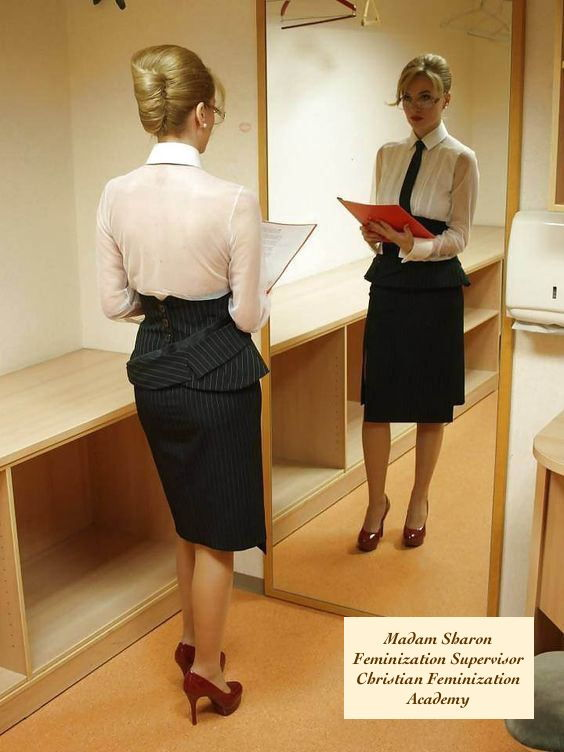 Madam Sharon
Feminization Supervisor
Christian Feminization
Academy